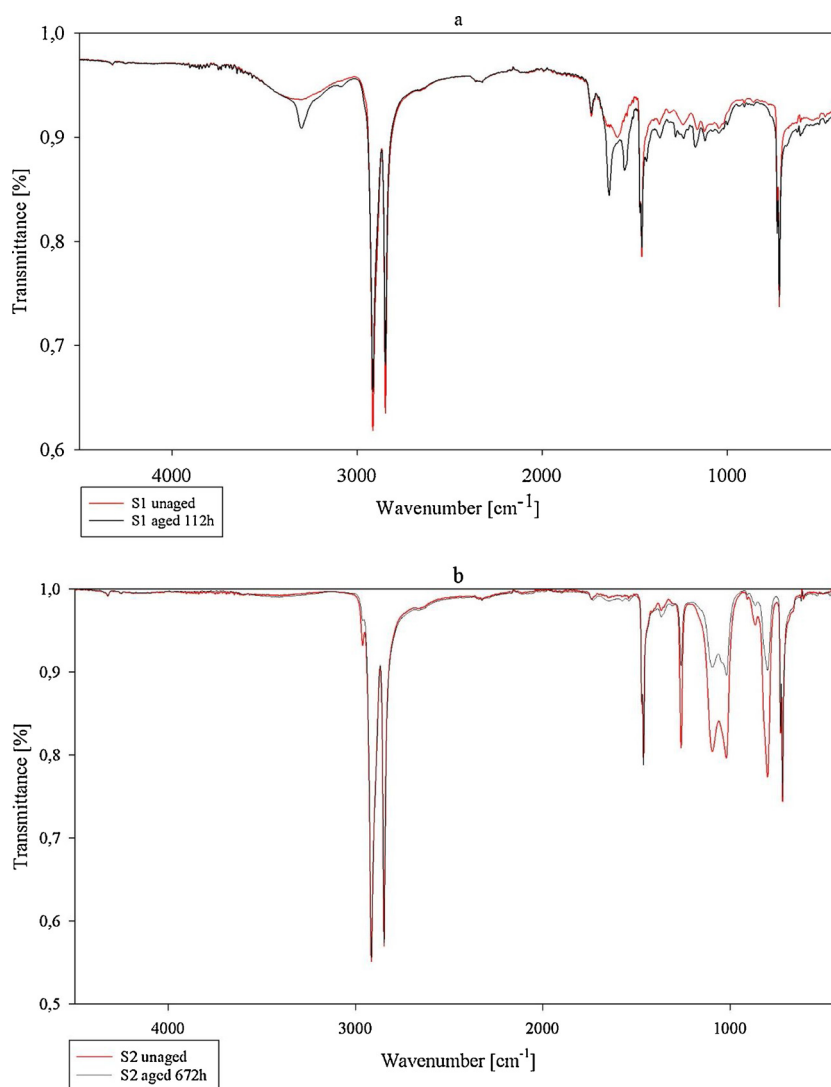 a
1,0
0,9
0,8
0,7
0,6
Transmittance [%]
4000 3000 2000 1000
Wavenumber [cm-1]
S1 unaged
S1 aged 112h
b
1,0
0,9
0,8
0,7
0,6
0,5
Transmittance [%]
4000 3000 2000 1000
Wavenumber [cm-1]
S2 unaged
S2 aged 672h